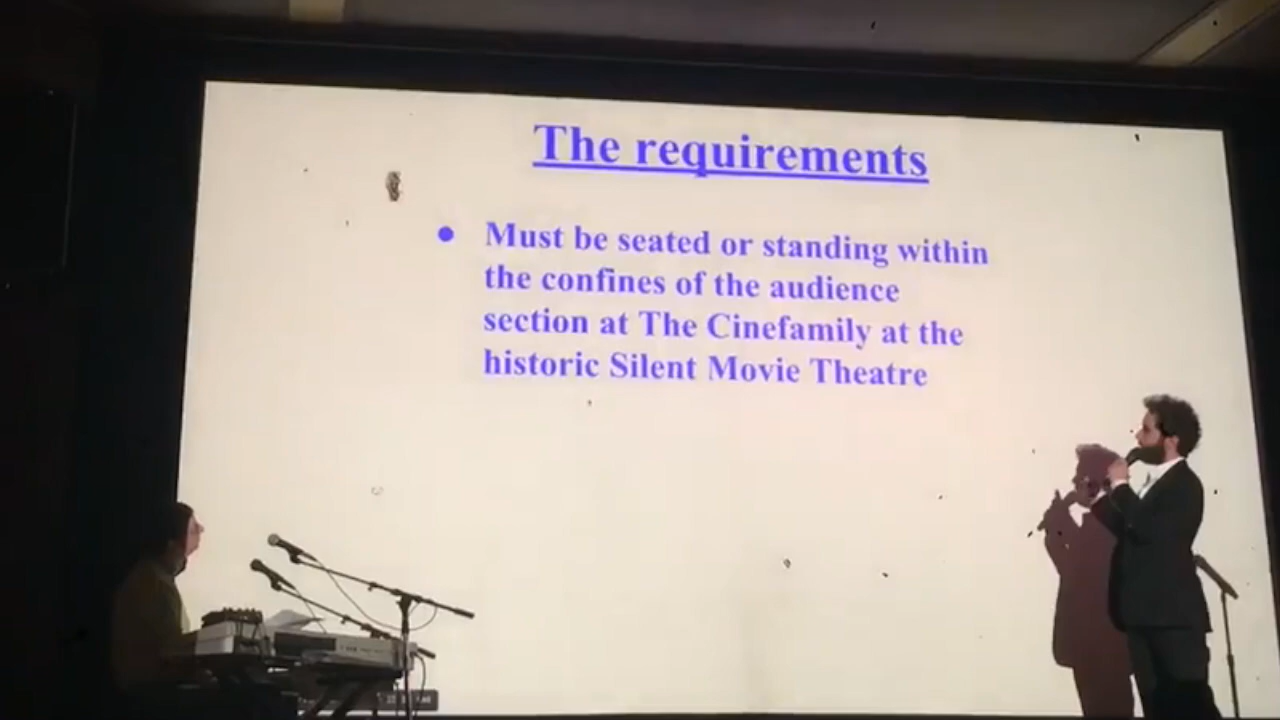 The requirements
● Must be seated or standing within
the confines of the audience
section at The Cinefamily at the
historic Silent Movie Theatre